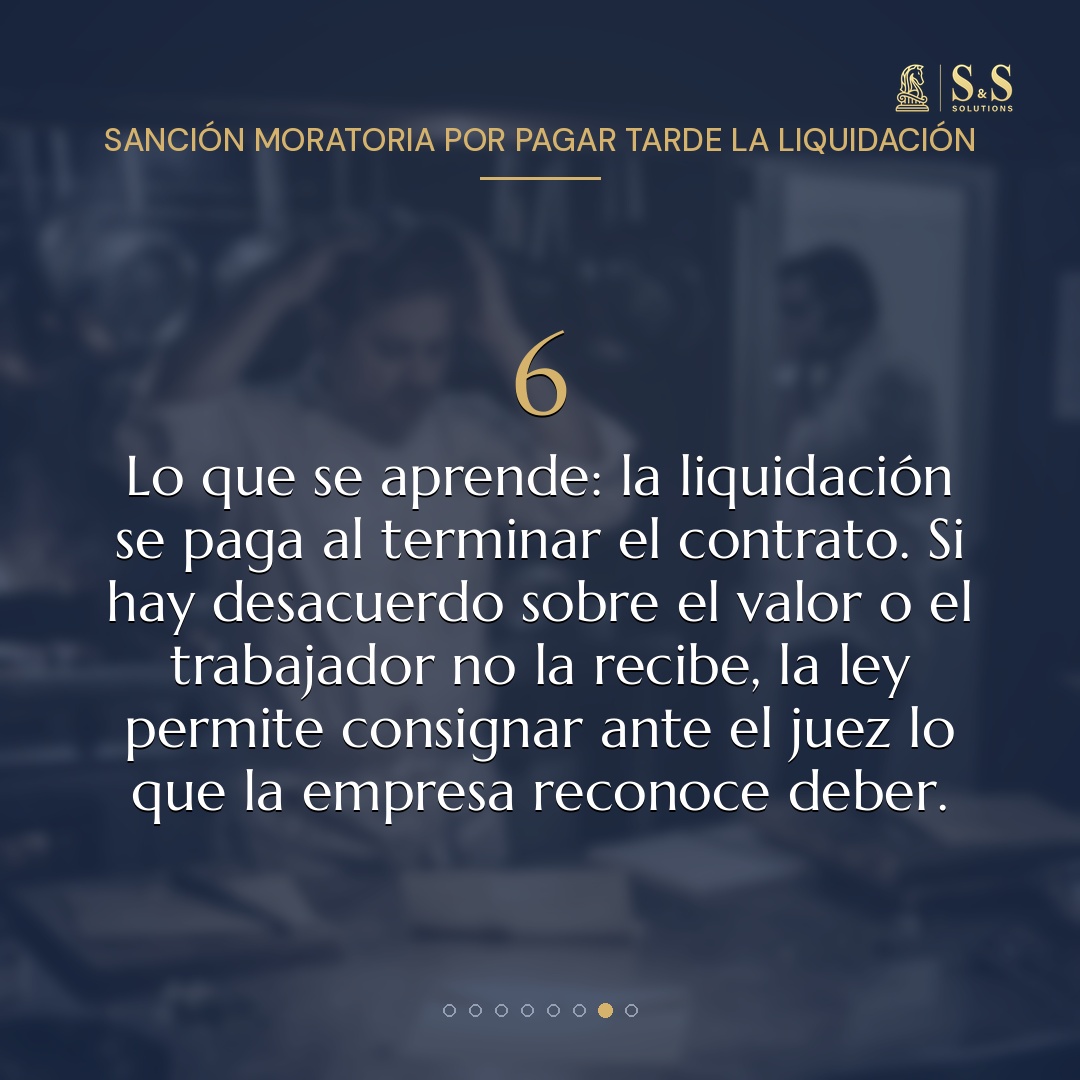 S&S
SOLUTIONS
SANCIÓN MORATORIA POR PAGAR TARDE LA LIQUIDACIÓN
6
Lo que se aprende: la liquidación
se paga al terminar el contrato. Si
hay desacuerdo sobre el valor o el
trabajador no la recibe, la ley
permite consignar ante el juez lo
que la empresa reconoce deber.